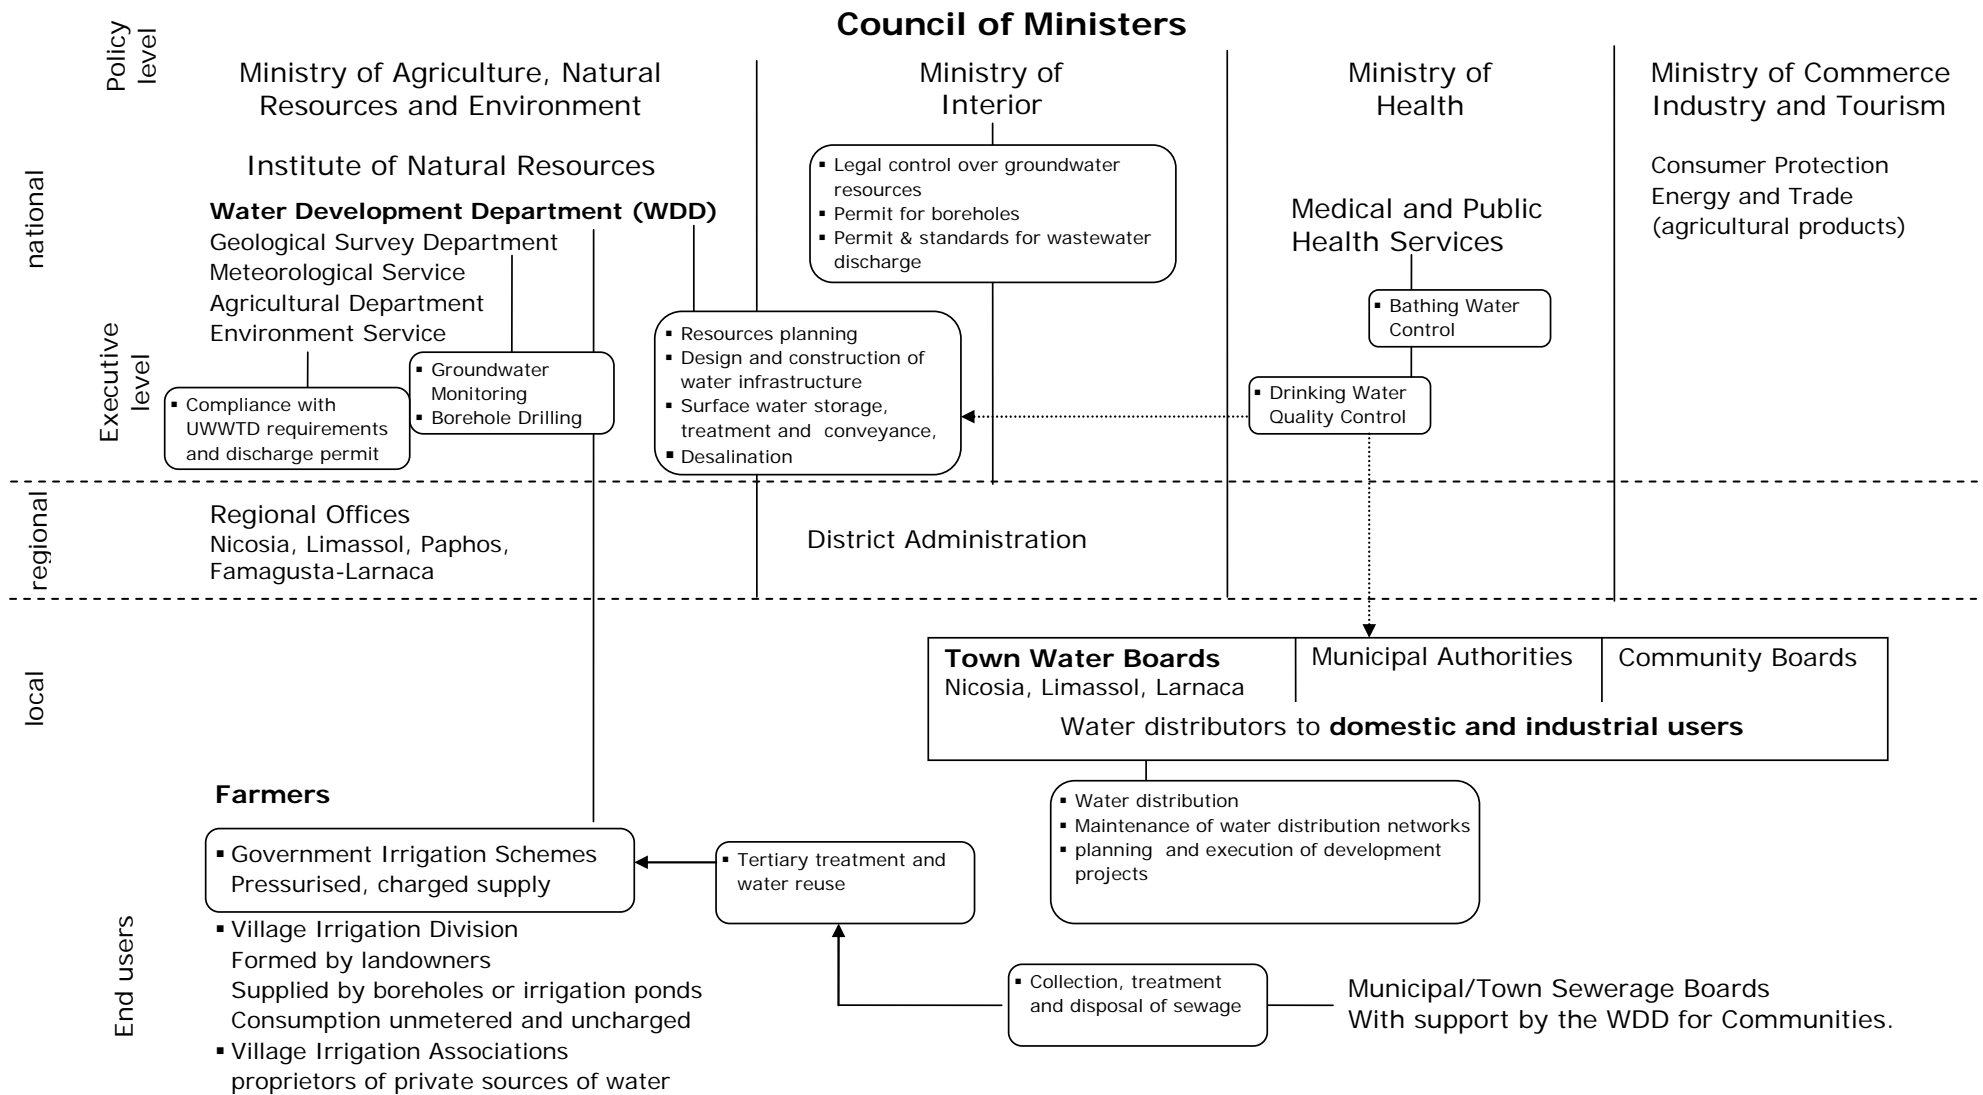 Council of Ministers
Policy
level
Ministry of Agriculture, Natural
Resources and Environment
Ministry of
Interior
Ministry of
Health
Ministry of Commerce
Industry and Tourism
national
Institute of Natural Resources
Water Development Department (WDD)
Geological Survey Department
Meteorological Service
Agricultural Department
Environment Service
▪ Legal control over groundwater
resources
▪ Permit for boreholes
▪ Permit & standards for wastewater
discharge
Medical and Public
Health Services
Consumer Protection
Energy and Trade
(agricultural products)
Executive
level
▪ Compliance with
UWWTD requirements
and discharge permit
▪ Groundwater
Monitoring
▪ Borehole Drilling
▪ Resources planning
▪ Design and construction of
water infrastructure
▪ Surface water storage,
treatment and conveyance,
▪ Desalination
▪ Bathing Water
Control
▪ Drinking Water
Quality Control
regional
Regional Offices
Nicosia, Limassol, Paphos,
Famagusta-Larnaca
District Administration
local
Town Water Boards
Nicosia, Limassol, Larnaca
Municipal Authorities
Community Boards
Water distributors to domestic and industrial users
▪ Water distribution
▪ Maintenance of water distribution networks
▪ planning and execution of development
projects
End users
Farmers
▪ Government Irrigation Schemes
Pressurised, charged supply
▪ Village Irrigation Division
Formed by landowners
Supplied by boreholes or irrigation ponds
Consumption unmetered and uncharged
▪ Village Irrigation Associations
proprietors of private sources of water
▪ Tertiary treatment and
water reuse
▪ Collection, treatment
and disposal of sewage
Municipal/Town Sewerage Boards
With support by the WDD for Communities.